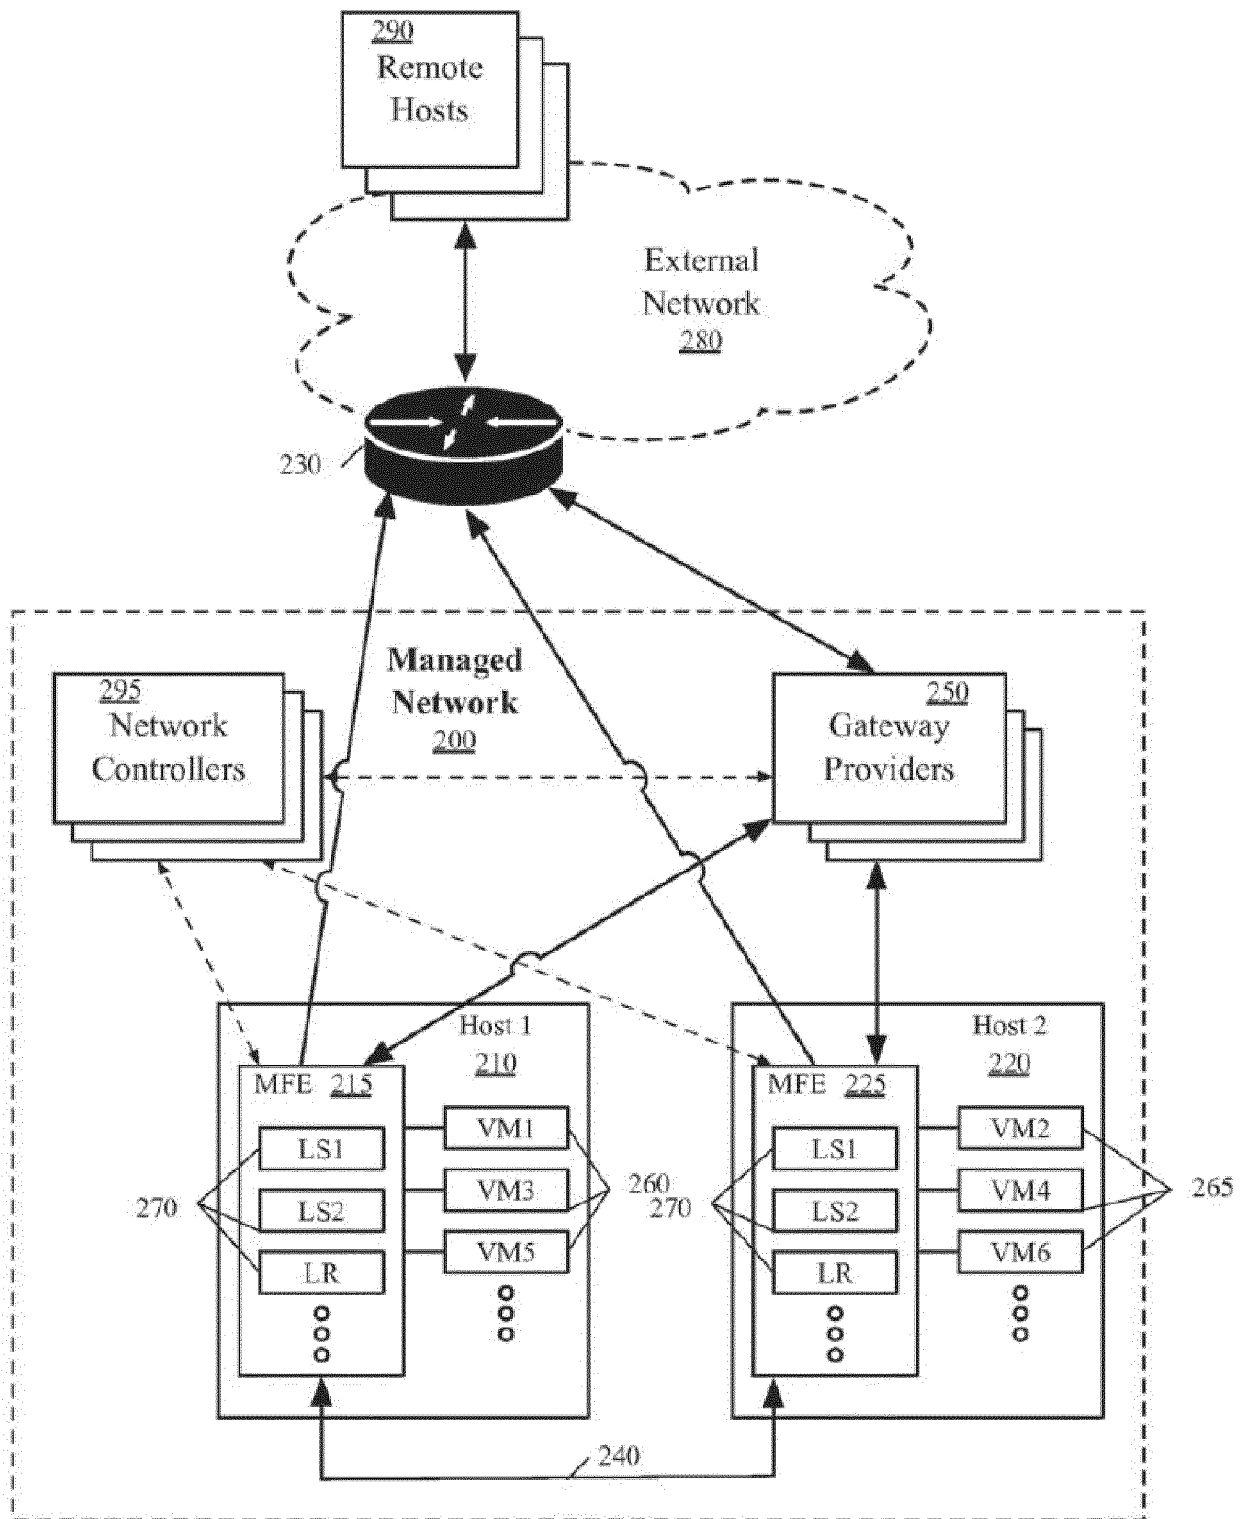 290
Remote
Hosts
External
Network
280
230
Managed
Network
200
295
Network
Controllers
250
Gateway
Providers
Host 1
210
MFE 215
LS1
LS2
LR
VM1
VM3
VM5
270
260
Host 2
220
MFE 225
LS1
LS2
LR
VM2
VM4
VM6
270
265
240